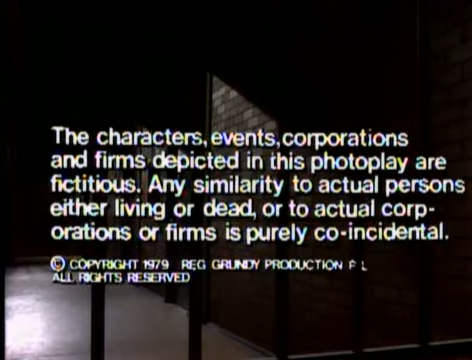 The characters, events, corporations
and firms depicted in this photoplay are
fictitious. Any similarity to actual persons
either living or dead, or to actual corp-
orations or firms is purely co-incidental.
© COPYRIGHT 1979 REG GRUNDY PRODUCTION P L
ALL RIGHTS RESERVED